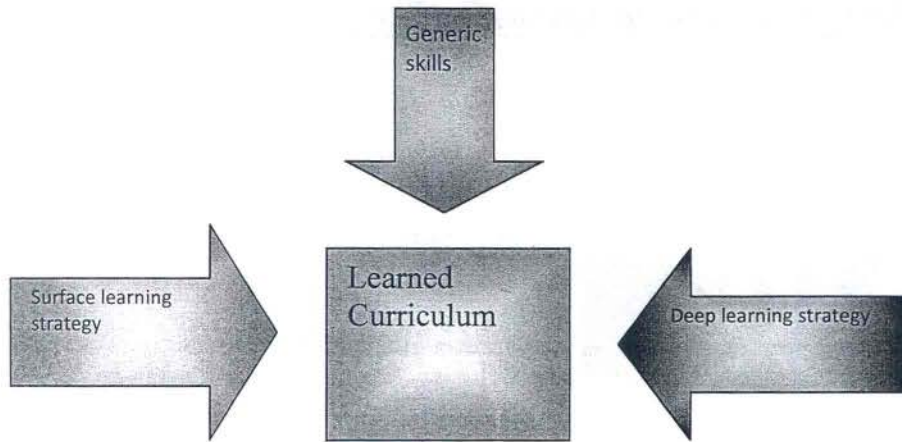 Generic
skills
Surface learning
strategy
Learned
Curriculum
Deep learning strategy